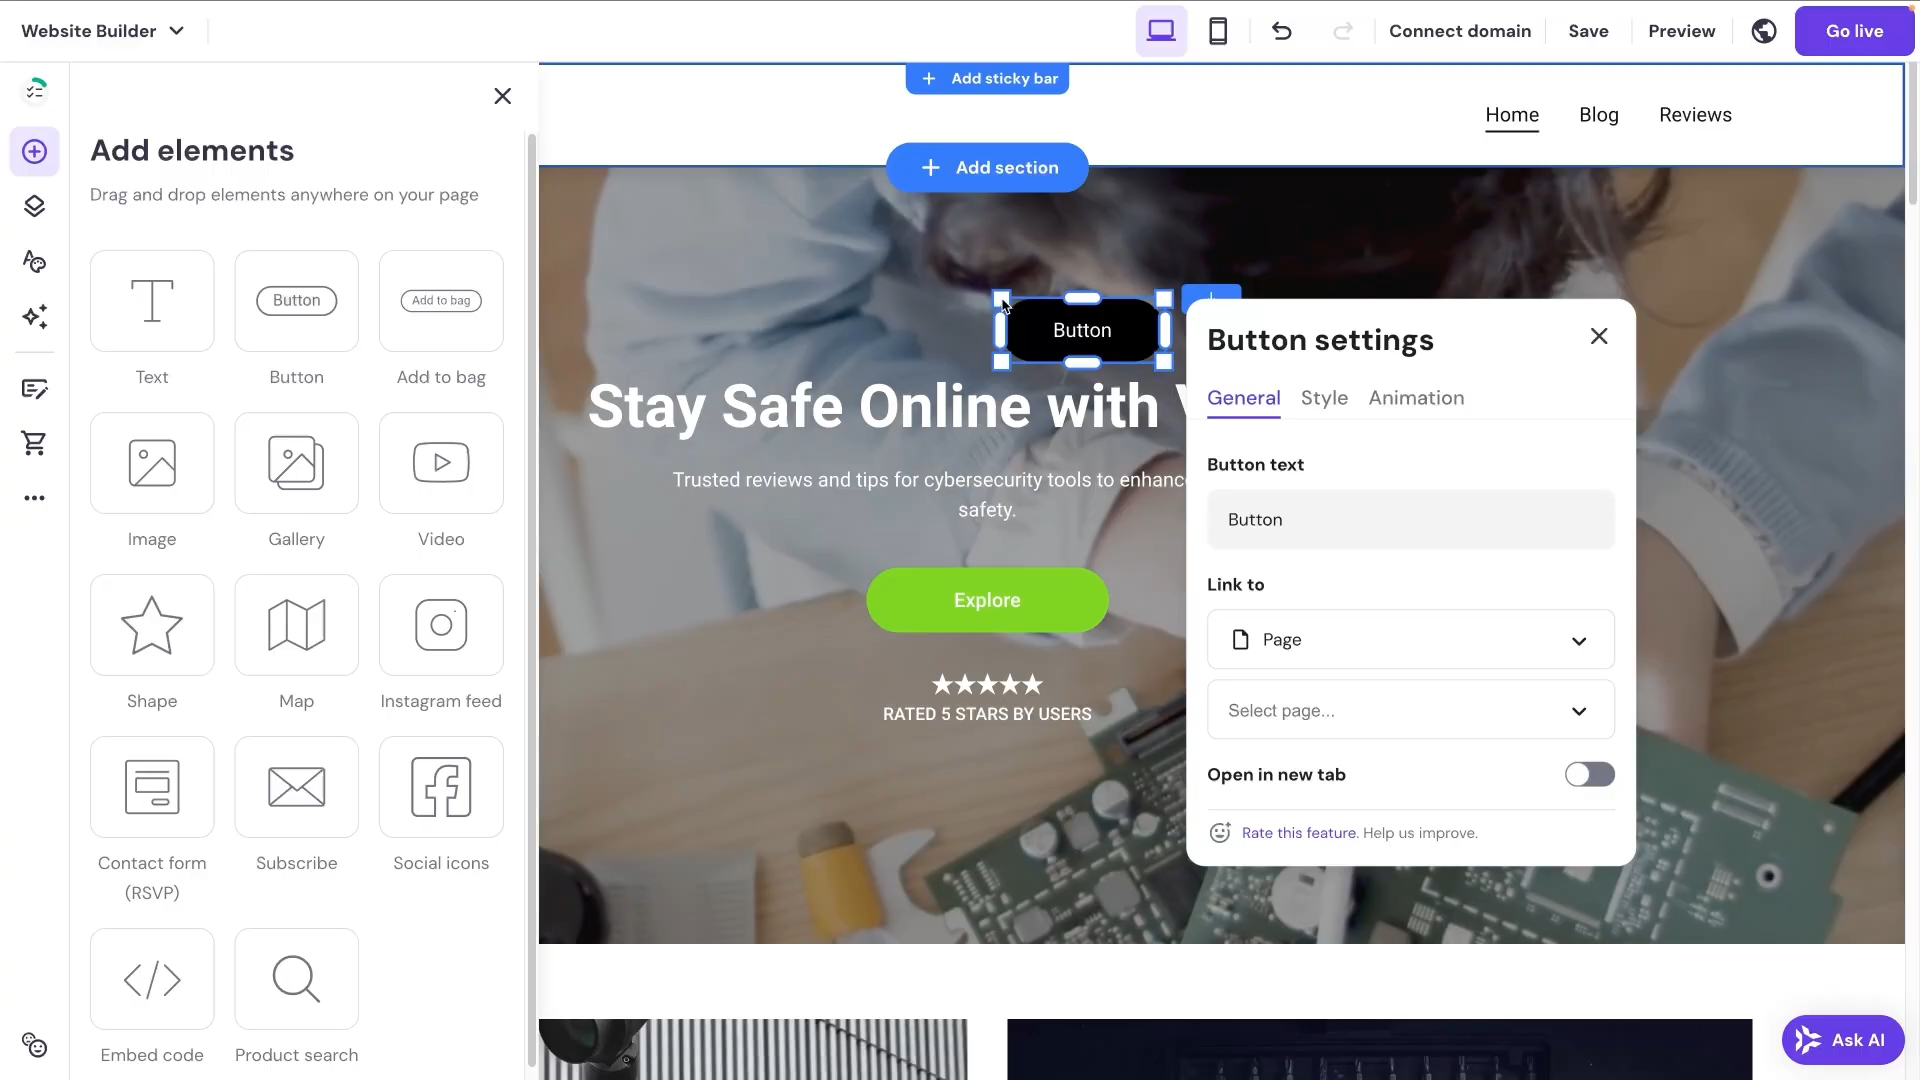 Website Builder
Connect domain
Save
Preview
Go live
Add elements
Drag and drop elements anywhere on your page
Button
Add to bag
Text
Button
Add to bag
Image
Gallery
Video
Shape
Map
Instagram feed
Contact form
(RSVP)
Subscribe
Social icons
Embed code
Product search
Add sticky bar
Home
Blog
Reviews
Add section
Button
Stay Safe Online with
Trusted reviews and tips for cybersecurity tools to enhance
safety.
Explore
RATED 5 STARS BY USERS
Button settings
General
Style
Animation
Button text
Button
Link to
Page
Select page...
Open in new tab
Rate this feature. Help us improve.
Ask AI